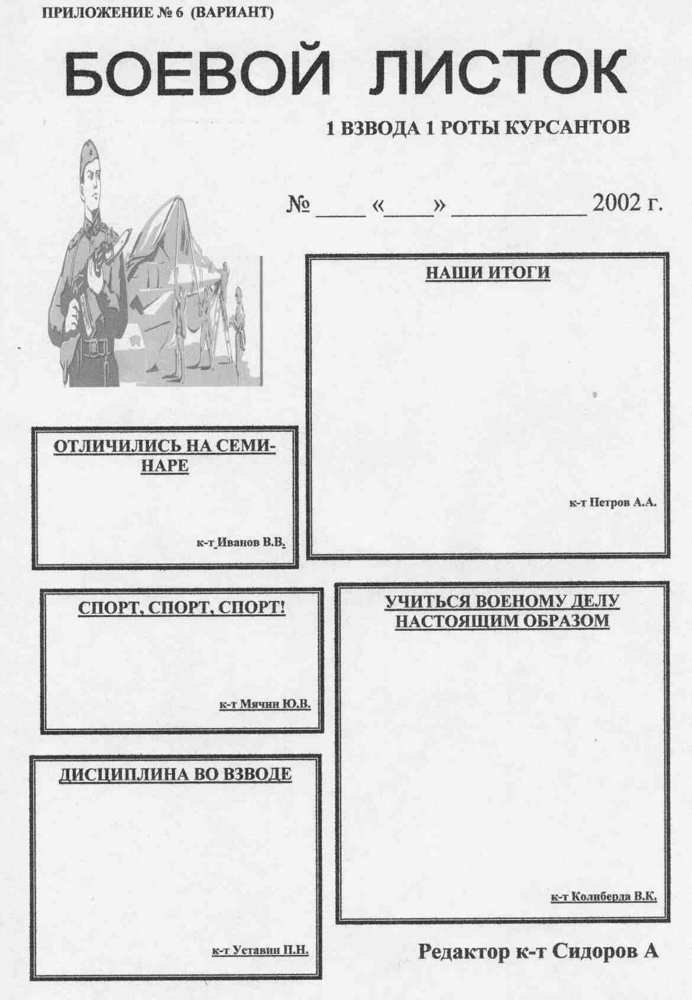 ПРИЛОЖЕНИЕ № 6 (ВАРИАНТ)
БОЕВОЙ ЛИСТОК
1 ВЗВОДА 1 РОТЫ КУРСАНТОВ
№ ____ «____» ___________ 2002 г.
НАШИ ИТОГИ
к-т Петров А.А.
ОТЛИЧИЛИСЬ НА СЕМИ-
НАРЕ
к-т Иванов В.В.
СПОРТ, СПОРТ, СПОРТ!
к-т Мячин Ю.В.
УЧИТЬСЯ ВОЕНОМУ ДЕЛУ
НАСТОЯЩИМ ОБРАЗОМ
к-т Колиберда В.К.
ДИСЦИПЛИНА ВО ВЗВОДЕ
к-т Уставин П.Н.
Редактор к-т Сидоров А